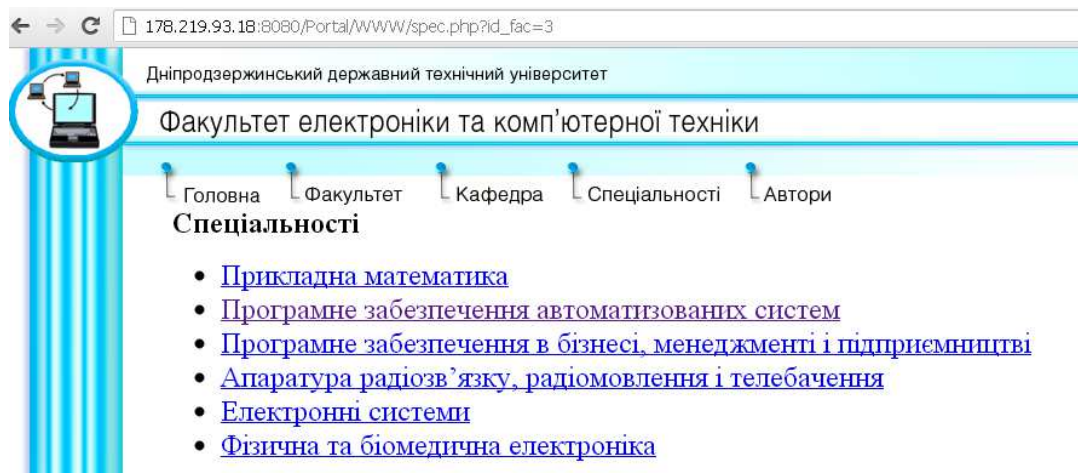 178.219.93.18:8080/Portal/WWW/spec.php?id_fac=3
Дніпродзержинський державний технічний університет
Факультет електроніки та комп'ютерної техніки
Головна Факультет Кафедра Спеціальності Автори
Спеціальності
Прикладна математика
Програмне забезпечення автоматизованих систем
Програмне забезпечення в бізнесі, менеджменті і підприємництві
Апаратура радіозв’язку, радіомовлення і телебачення
Електронні системи
Фізична та біомедична електроніка